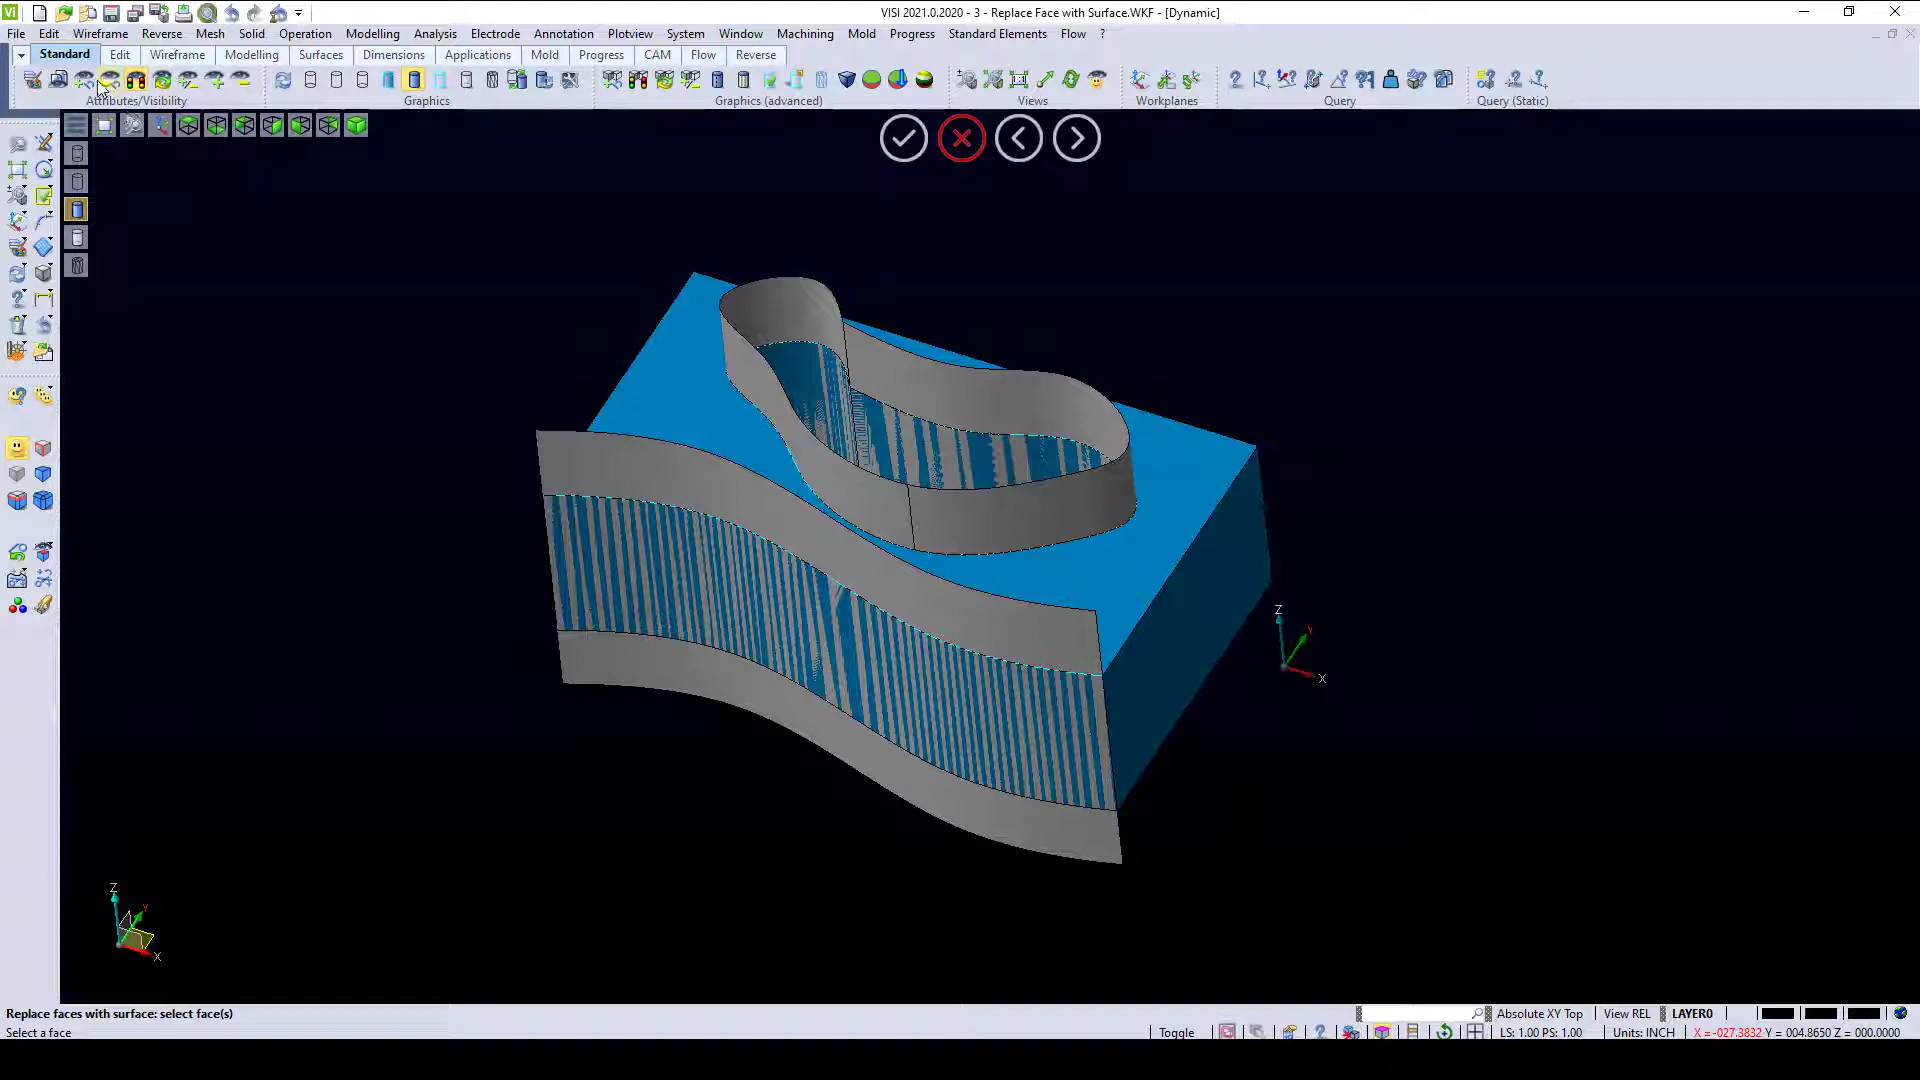 Vi
VISI 2021.0.2020 - 3 - Replace Face with Surface.WKF - [Dynamic]
File Edit Wireframe Reverse Mesh Solid Operation Modelling Analysis Electrode Annotation Plotview System Window Machining Mold Progress Standard Elements Flow ?
Standard Edit Wireframe Modelling Surfaces Dimensions Applications Mold Progress CAM Flow Reverse
Attributes/Visibility Graphics Graphics (advanced) Views Workplanes Query Query (Static)
Z
Y
X
Z
Y
X
Replace faces with surface: select face(s)
Absolute XY Top View REL LAYER0
Select a face
Toggle LS: 1.00 PS: 1.00 Units: INCH X =-027.3832 Y = 004.8650 Z = 000.0000